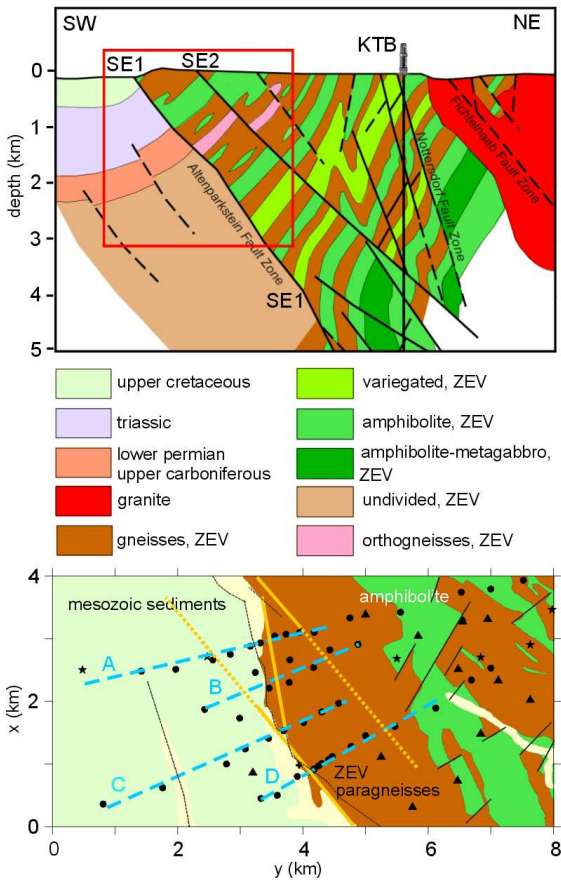 SW
NE
KTB
SE1
SE2
0
1
2
3
4
5
depth (km)
Altenparkstein Fault Zone
Nottersdorf Fault Zone
Fichtelnaab Fault Zone
SE1
upper cretaceous
variegated, ZEV
triassic
amphibolite, ZEV
lower permian
upper carboniferous
amphibolite-metagabbro,
ZEV
granite
undivided, ZEV
gneisses, ZEV
orthogneisses, ZEV
4
mesozoic sediments
amphibolite
A
B
x (km)
2
C
D
ZEV
paragneisses
0
0
2
4
6
8
y (km)